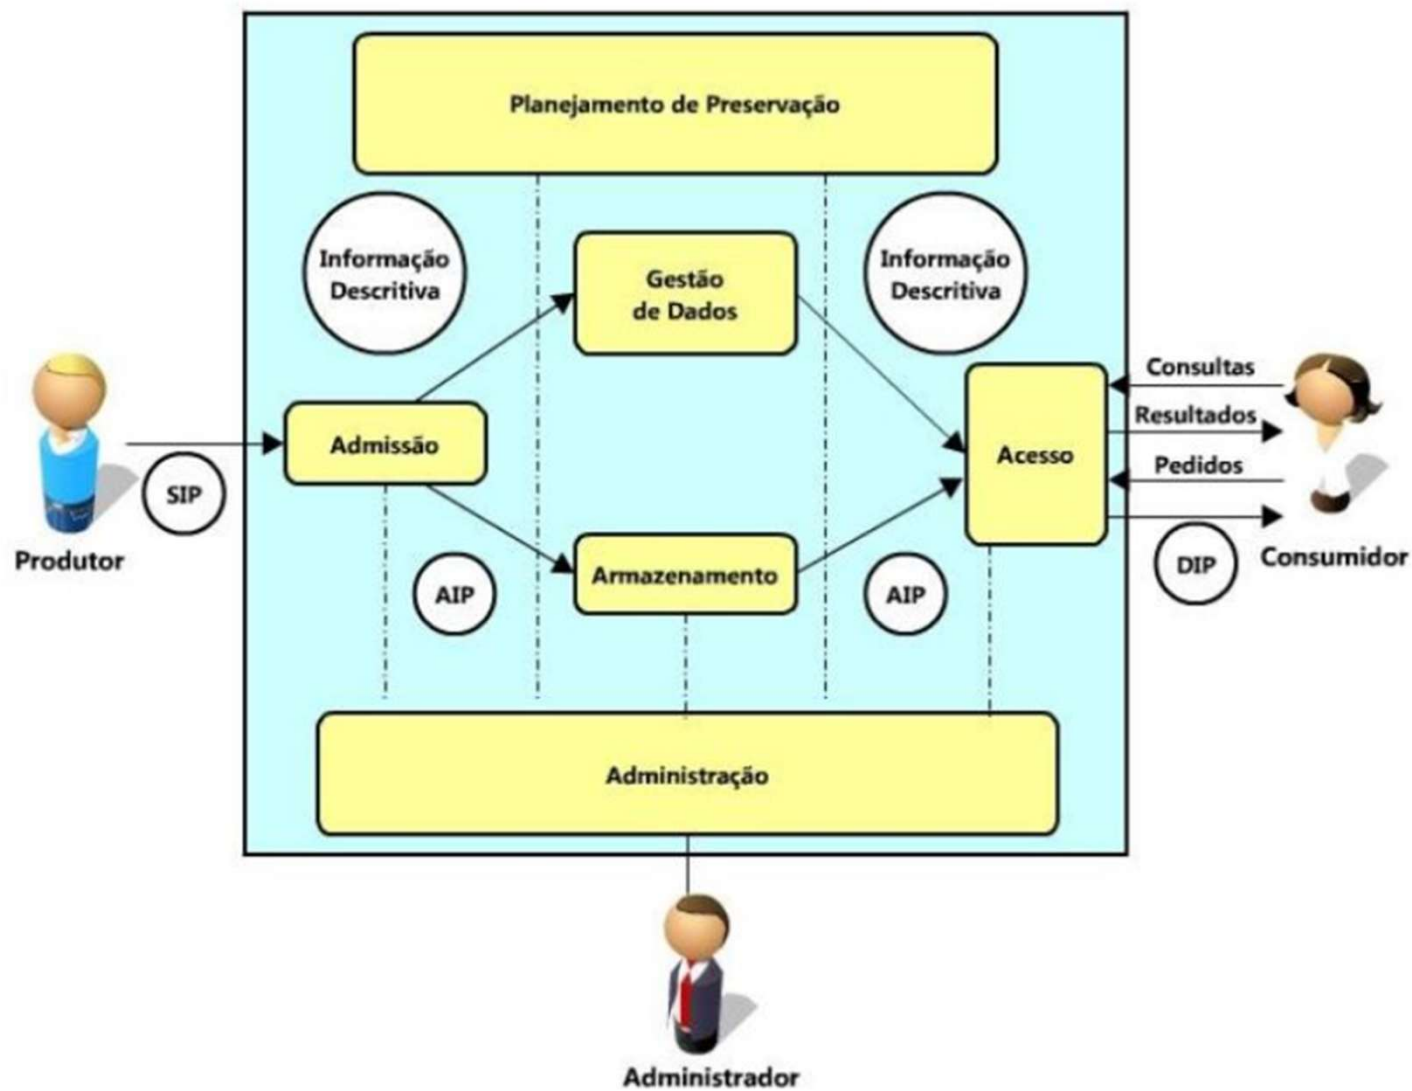 Planejamento de Preservação
Informação
Descritiva
Gestão
de Dados
Informação
Descritiva
Consultas
Resultados
Pedidos
Admissão
Acesso
SIP
Produtor
DIP
Consumidor
AIP
Armazenamento
AIP
Administração
Administrador